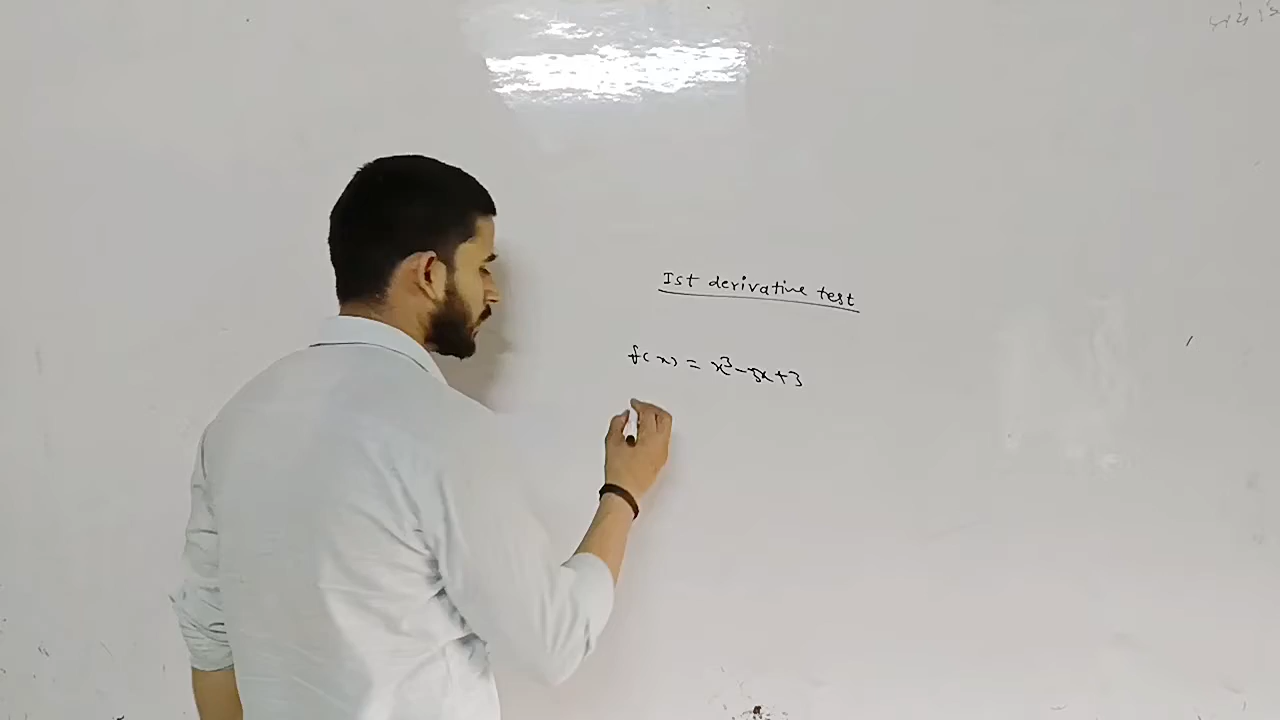 Ist derivative test
f(x) = x³-3x+3